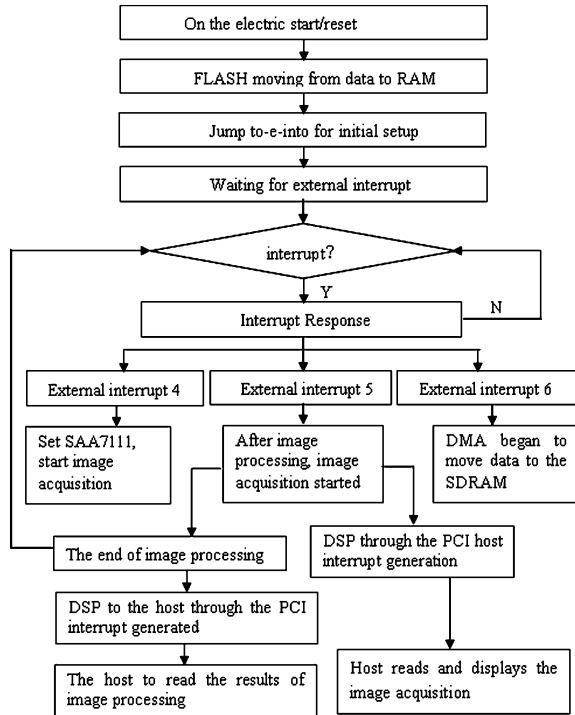 On the electric start/reset
FLASH moving from data to RAM
Jump to-e-into for initial setup
Waiting for external interrupt
interrupt?
Y
N
Interrupt Response
External interrupt 4
External interrupt 5
External interrupt 6
Set SAA7111,
start image
acquisition
After image
processing, image
acquisition started
DMA began to
move data to the
SDRAM
The end of image processing
DSP through the PCI host
interrupt generation
DSP to the host through the PCI
interrupt generated
The host to read the results of
image processing
Host reads and displays the
image acquisition